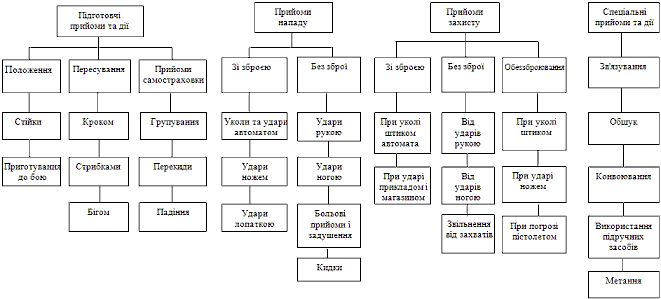 Підготовчі
прийоми та дії
Прийоми
нападу
Прийоми
захисту
Спеціальні
прийоми та дії
Положення
Пересування
Прийоми
самостраховки
Зі зброєю
Без зброї
Зі зброєю
Без зброї
Обеззброювання
Зв'язування
Стійки
Кроком
Групування
Уколи та удари
автоматом
Удари
рукою
При уколі
штиком
автомата
Від
ударів
рукою
При уколі
штиком
Обшук
Приготування
до бою
Стрибками
Перекиди
Удари
ножем
Удари
ногою
При ударі
прикладом і
магазином
Від
ударів
ногою
При ударі
ножем
Конвоювання
Бігом
Падіння
Удари
лопаткою
Больові
прийоми і
задушення
Звільнення
від захватів
При погрозі
пістолетом
Використання
підручних
засобів
Кидки
Метання